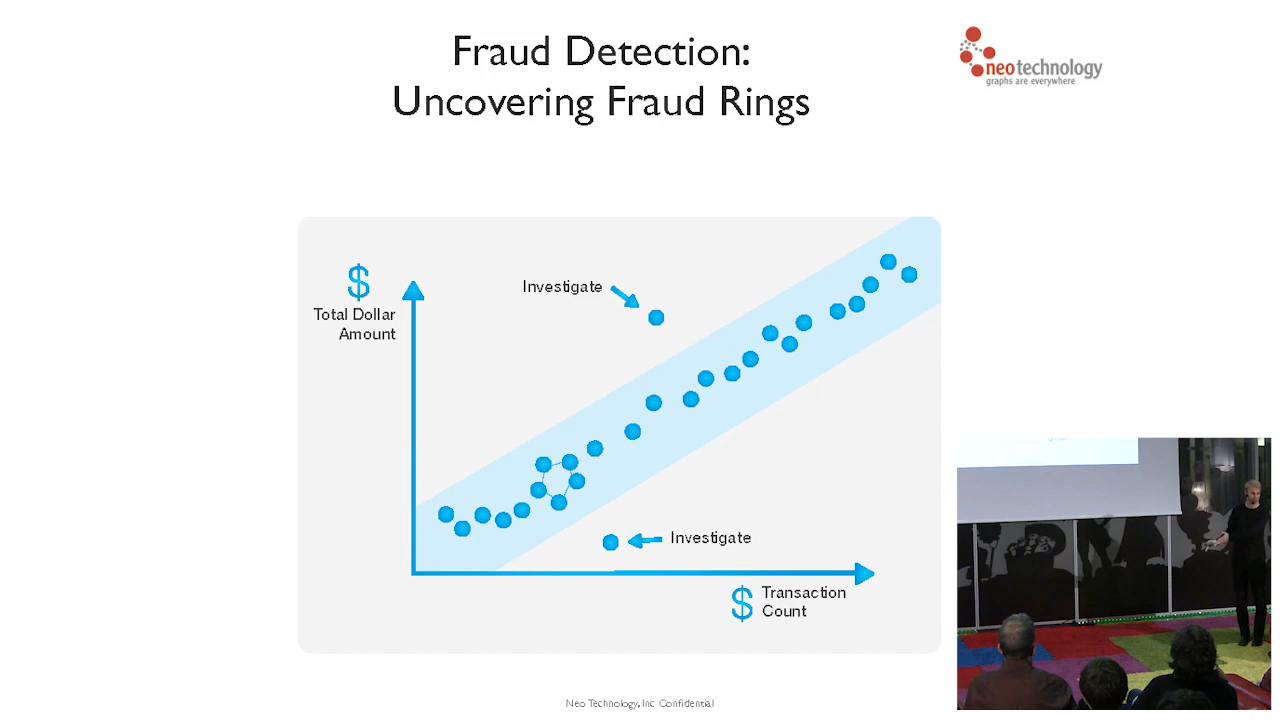 Fraud Detection:
Uncovering Fraud Rings
neotechnology
graphs are everywhere
$
Total Dollar
Amount
Investigate
Investigate
$
Transaction
Count
Neo Technology, Inc Confidential